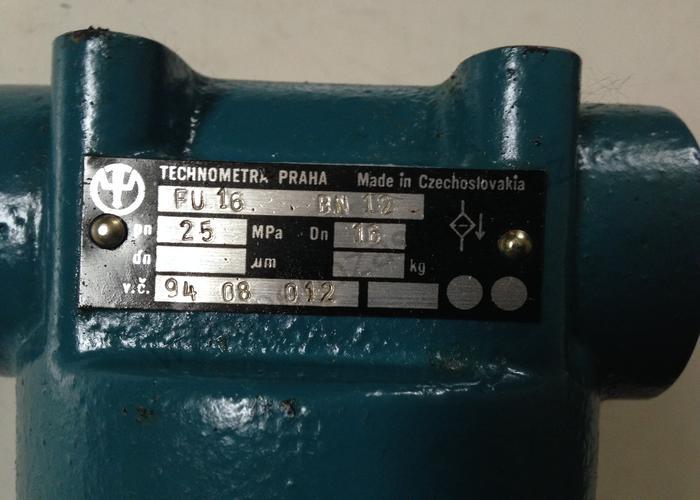 TECHNOMETRA PRAHA Made in Czechoslovakia
FU 16 BN 10
pn 25 MPa Dn 16
dn µm kg
v.č. 94 08 012